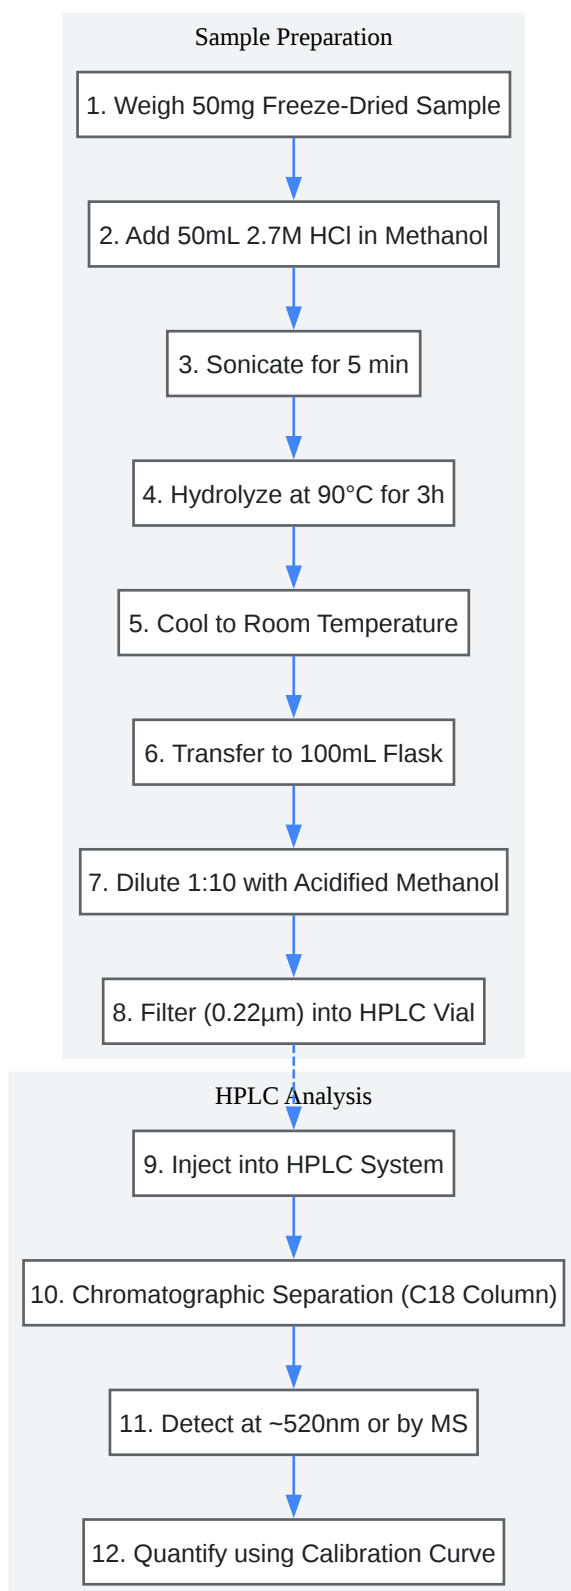 Sample Preparation
1. Weigh 50mg Freeze-Dried Sample
2. Add 50mL 2.7M HCl in Methanol
3. Sonicate for 5 min
4. Hydrolyze at 90°C for 3h
5. Cool to Room Temperature
6. Transfer to 100mL Flask
7. Dilute 1:10 with Acidified Methanol
8. Filter (0.22µm) into HPLC Vial
HPLC Analysis
9. Inject into HPLC System
10. Chromatographic Separation (C18 Column)
11. Detect at ~520nm or by MS
12. Quantify using Calibration Curve